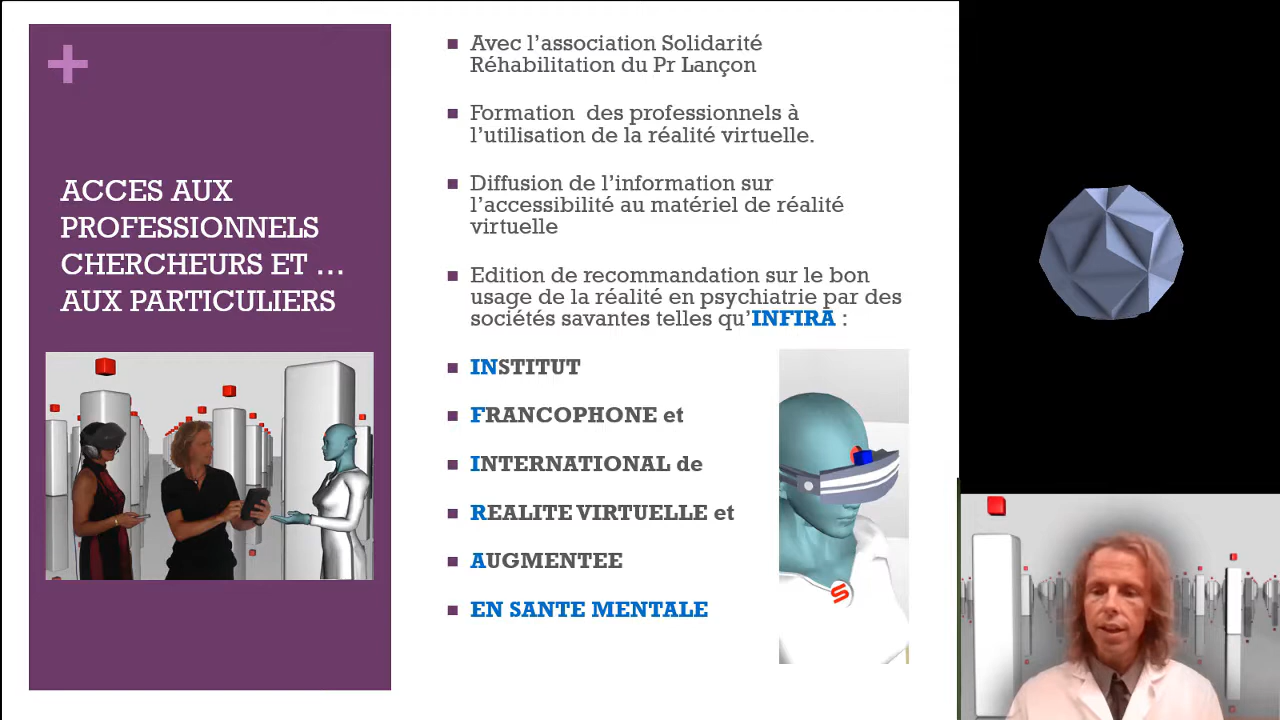 +
ACCES AUX
PROFESSIONNELS
CHERCHEURS ET ...
AUX PARTICULIERS
Avec l’association Solidarité
Réhabilitation du Pr Lançon
Formation des professionnels à
l’utilisation de la réalité virtuelle.
Diffusion de l’information sur
l’accessibilité au matériel de réalité
virtuelle
Edition de recommandation sur le bon
usage de la réalité en psychiatrie par des
sociétés savantes telles qu’INFIRA :
INSTITUT
FRANCOPHONE et
INTERNATIONAL de
REALITE VIRTUELLE et
AUGMENTEE
EN SANTE MENTALE
S